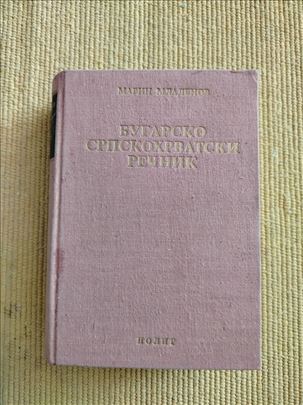 МАРИН МЛАДЕНОВ
БУГАРСКО
СРПСКОХРВАТСКИ
РЕЧНИК
НОЛИТ